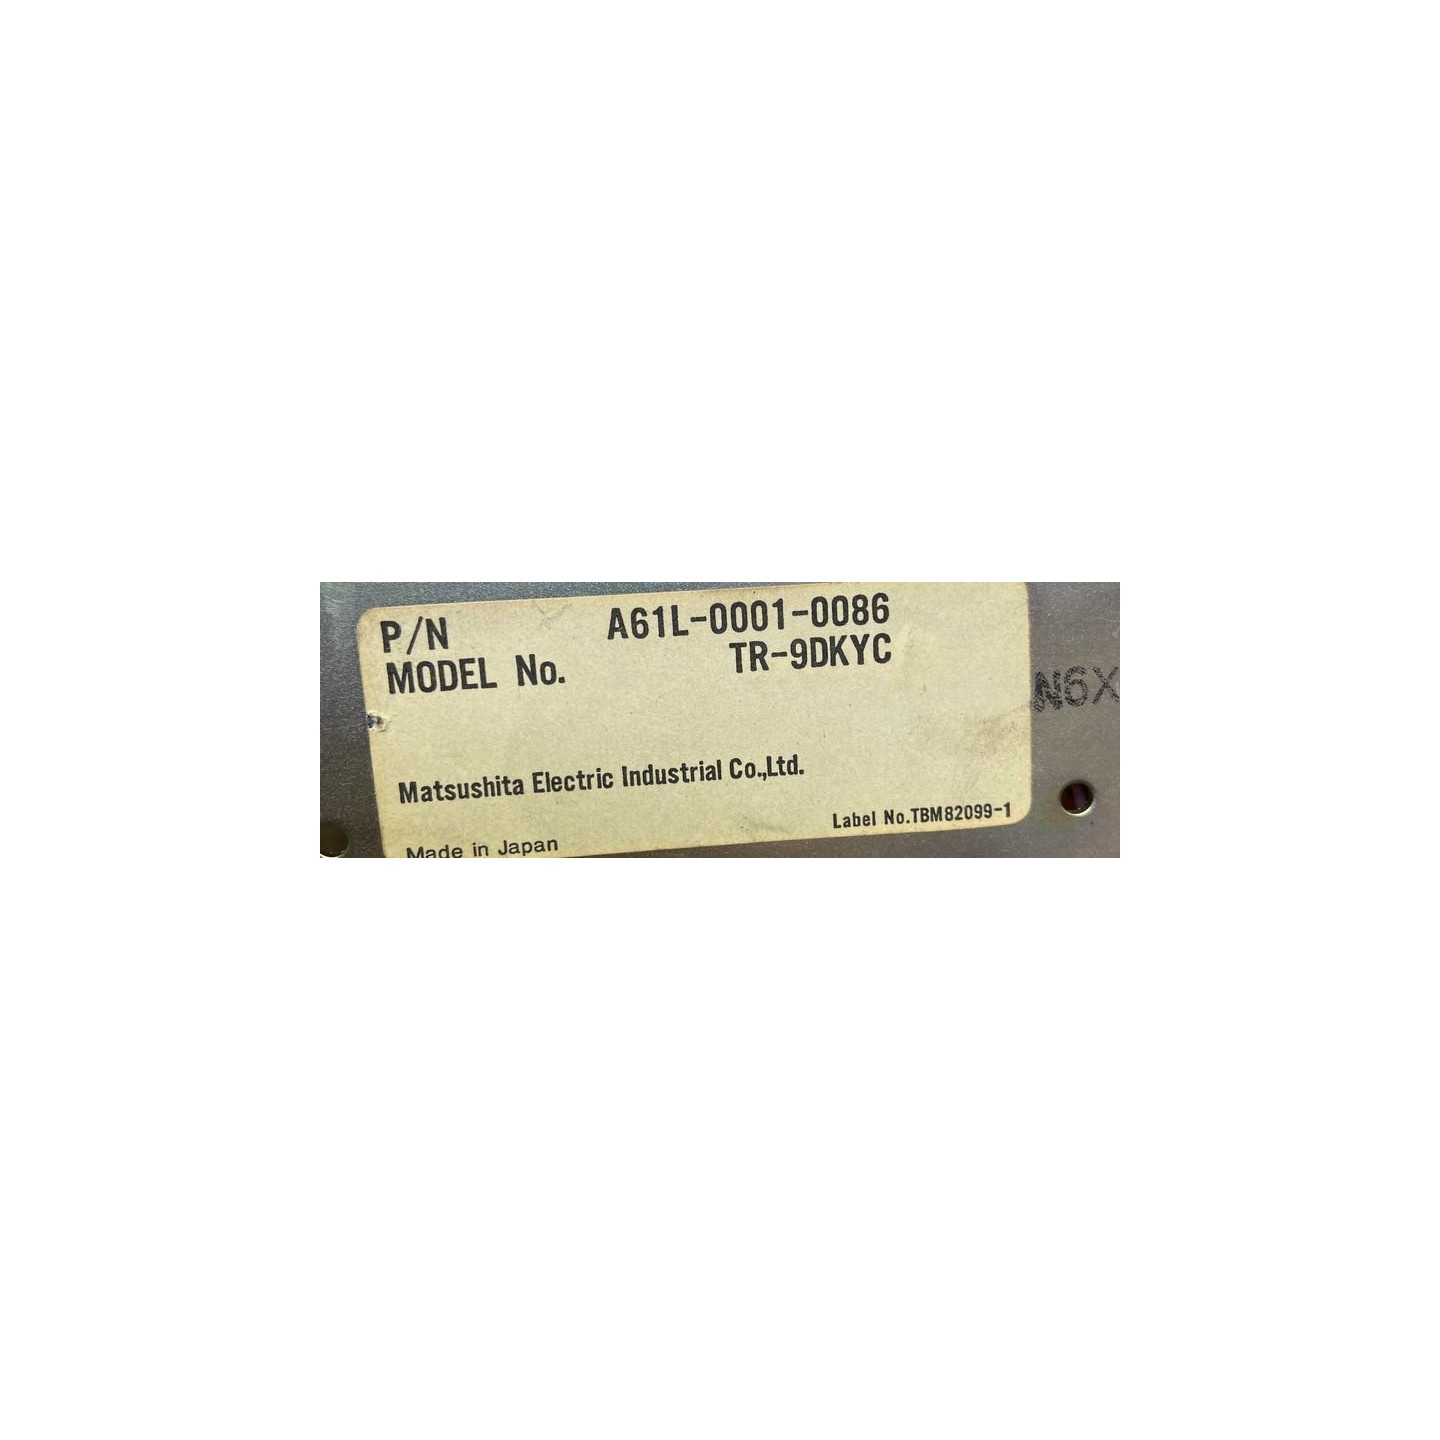 P/N A61L-0001-0086
MODEL No. TR-9DKYC
N6X
Matsushita Electric Industrial Co.,Ltd.
Label No.TBM82099-1
Made in Japan